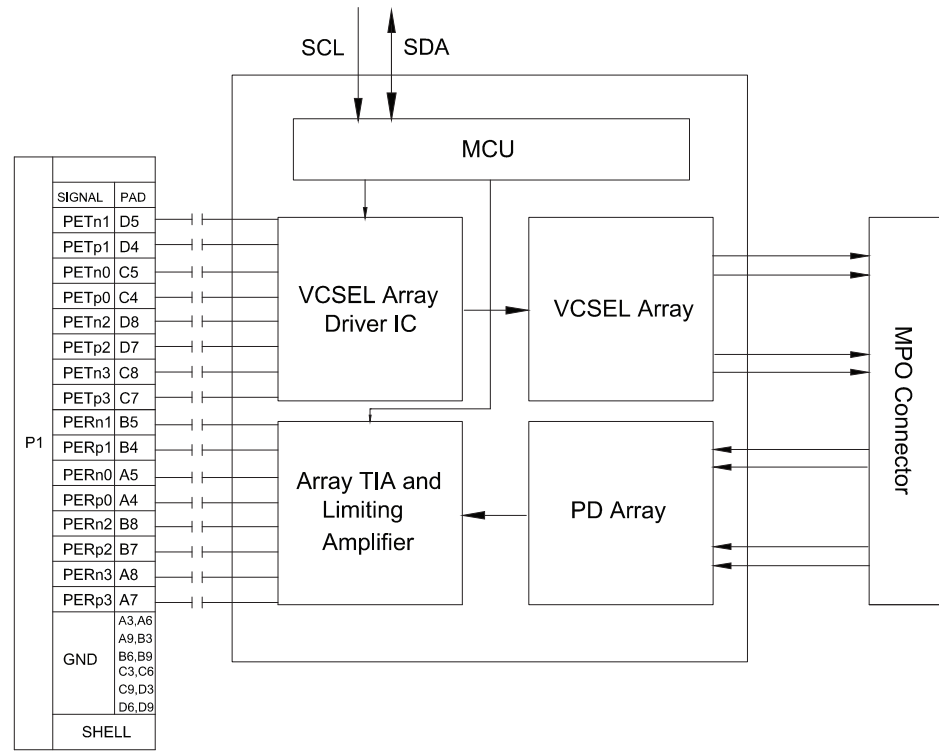 SCL SDA
MCU
SIGNAL PAD
PETn1 D5
PETp1 D4
PETn0 C5
PETp0 C4
PETn2 D8
PETp2 D7
PETn3 C8
PETp3 C7
PERn1 B5
PERp1 B4
PERn0 A5
PERp0 A4
PERn2 B8
PERp2 B7
PERn3 A8
PERp3 A7
GND
A3,A6
A9,B3
B6,B9
C3,C6
C9,D3
D6,D9
SHELL
P1
VCSEL Array
Driver IC
VCSEL Array
Array TIA and
Limiting
Amplifier
PD Array
MPO Connector